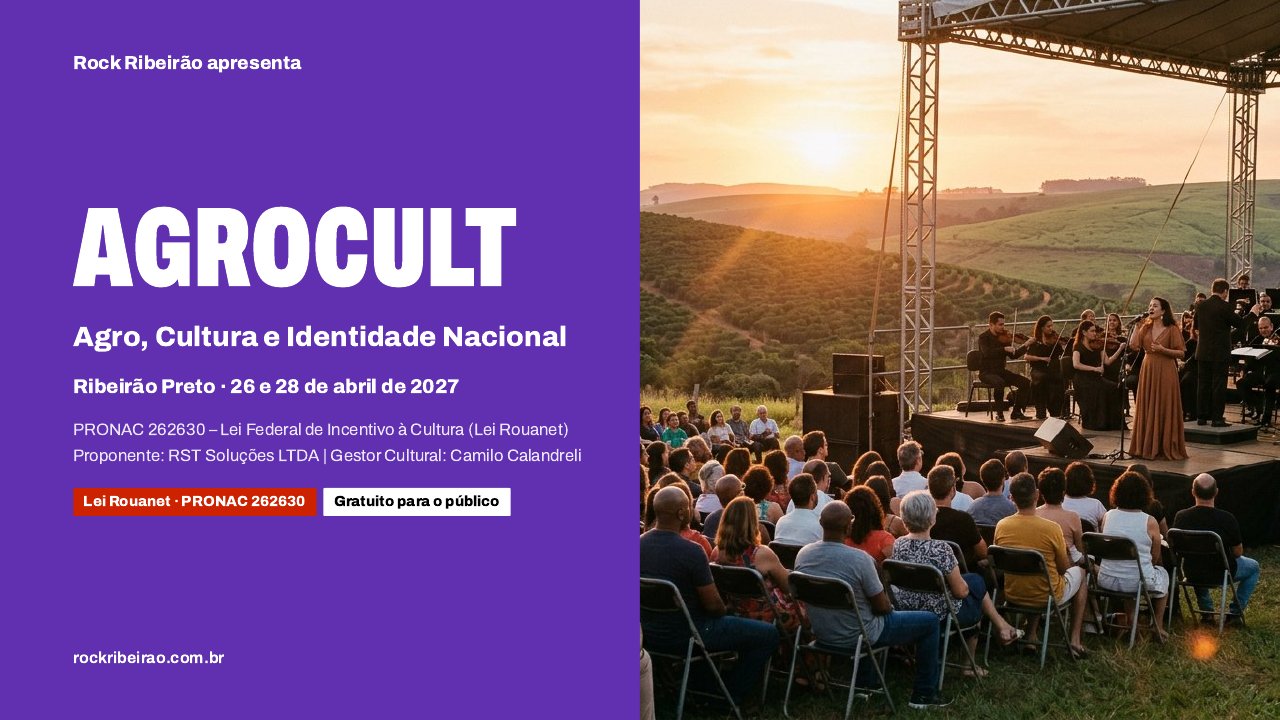 Rock Ribeirão apresenta
AGROCULT
Agro, Cultura e Identidade Nacional
Ribeirão Preto · 26 e 28 de abril de 2027
PRONAC 262630 – Lei Federal de Incentivo à Cultura (Lei Rouanet)
Proponente: RST Soluções LTDA | Gestor Cultural: Camilo Calandreli
Lei Rouanet · PRONAC 262630
Gratuito para o público
rockribeirao.com.br